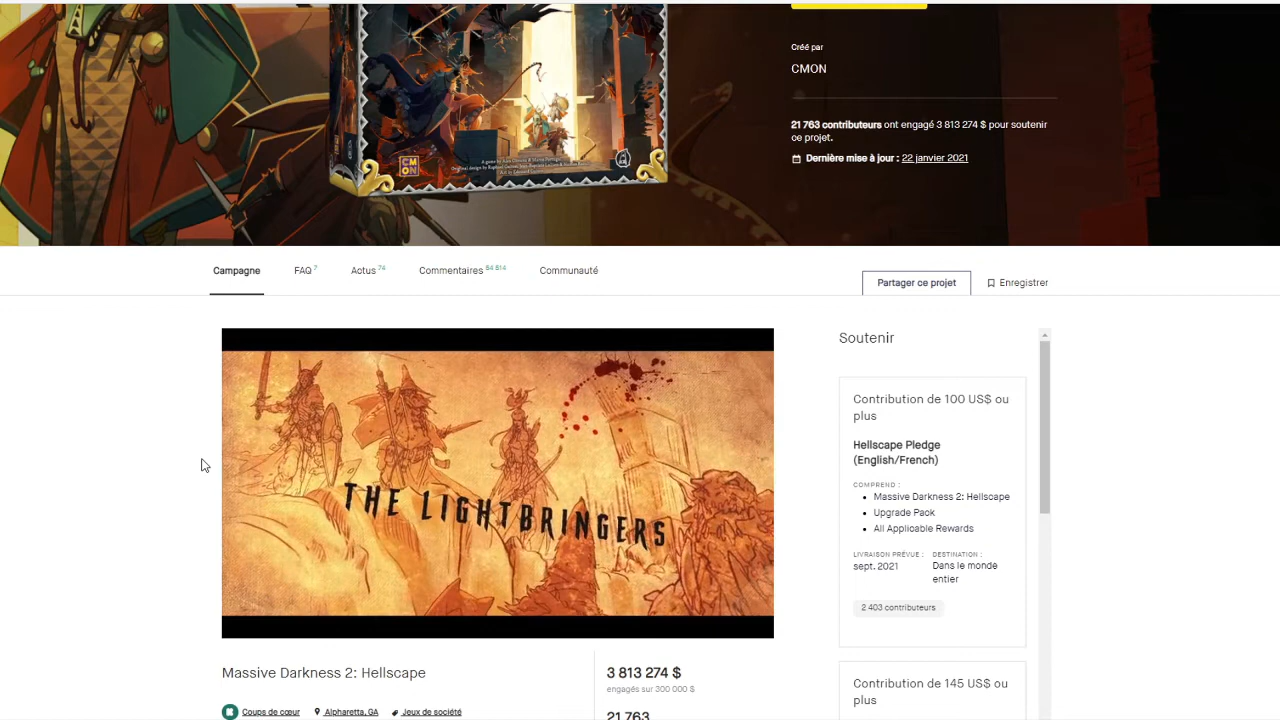 Créé par
CMON
21 763 contributeurs ont engagé 3 813 274 $ pour soutenir
ce projet.
Dernière mise à jour : 22 janvier 2021
CM
ON
Campagne
FAQ 7
Actus 74
Commentaires
Communauté
Partager ce projet
Enregistrer
THE LIGHTBRINGERS
Soutenir
Contribution de 100 US$ ou
plus
Hellscape Pledge
(English/French)
COMPREND :
Massive Darkness 2: Hellscape
Upgrade Pack
All Applicable Rewards
LIVRAISON PRÉVUE :
sept. 2021
DESTINATION :
Dans le monde
entier
2 403 contributeurs
Massive Darkness 2: Hellscape
Coups de cœur
Alpharetta, GA
Jeux de société
3 813 274 $
engagés sur 300 000 $
21 763
Contribution de 145 US$ ou
plus